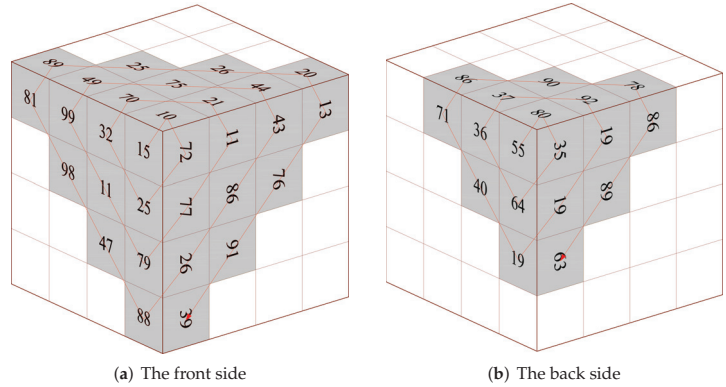 89 25 26 20
49 75 44
70 21
10
81 99 32 15 72 11 43 13
98 11 25 77 86 76
47 79 26 91
88 39
86 90 78
37 92
80
71 36 55 35 19 86
40 64 19 89
19 63
(a) The front side
(b) The back side